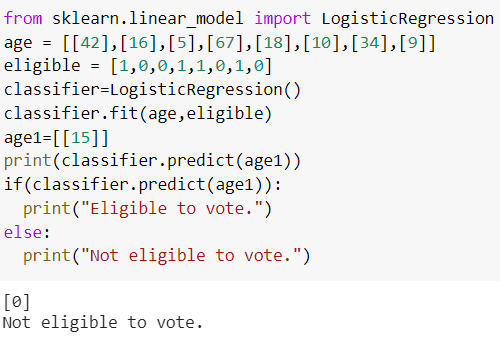 from sklearn.linear_model import LogisticRegression
age = [[42],[16],[5],[67],[18],[10],[34],[9]]
eligible = [1,0,0,1,1,0,1,0]
classifier=LogisticRegression()
classifier.fit(age,eligible)
age1=[[15]]
print(classifier.predict(age1))
if(classifier.predict(age1)):
  print("Eligible to vote.")
else:
  print("Not eligible to vote.")
[0]
Not eligible to vote.